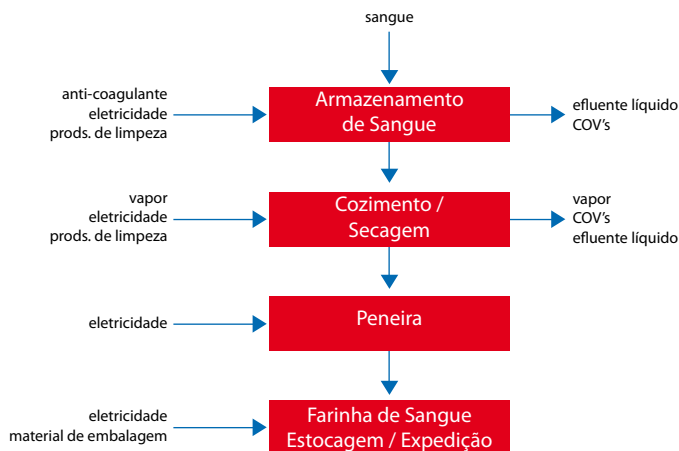 sangue
anti-coagulante
eletricidade
prods. de limpeza
Armazenamento
de Sangue
efluente líquido
COV's
vapor
eletricidade
prods. de limpeza
Cozimento /
Secagem
vapor
COV's
efluente líquido
eletricidade
Peneira
eletricidade
material de embalagem
Farinha de Sangue
Estocagem / Expedição